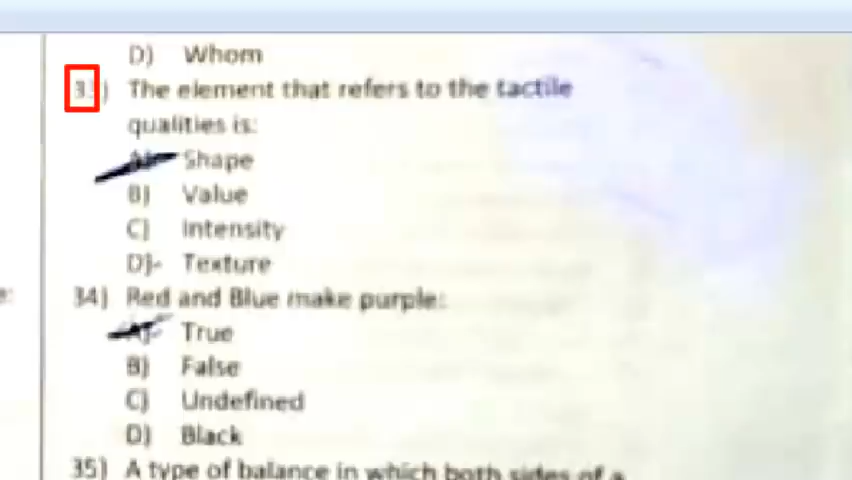 D) Whom
33) The element that refers to the tactile
qualities is:
A) Shape
B) Value
C) Intensity
D) Texture
34) Red and Blue make purple:
A) True
B) False
C) Undefined
D) Black
35) A type of balance in which both sides of a